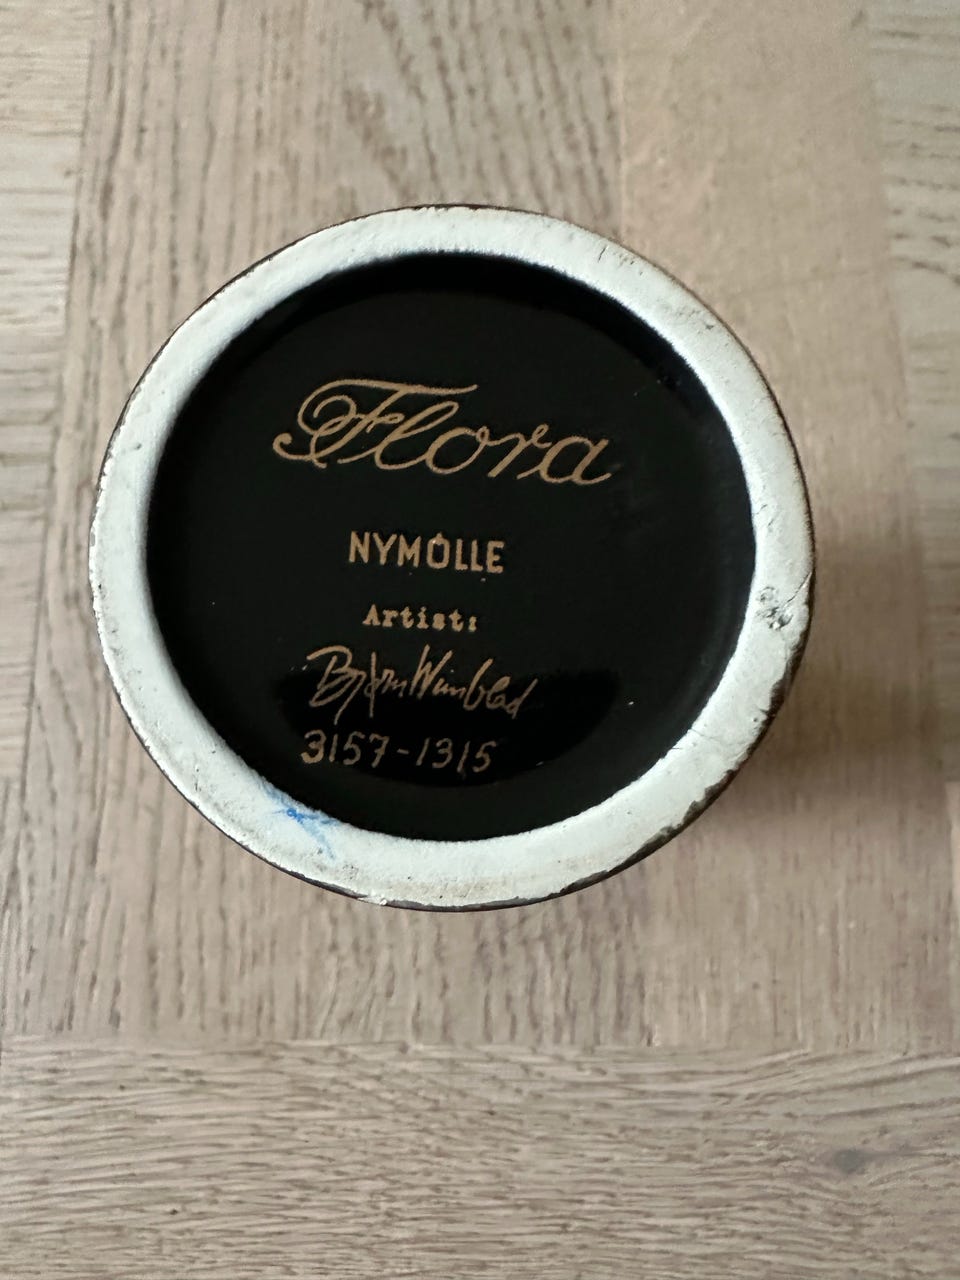 Flora
NYMÖLLE
Artist:
Bjørn Wiinblad
3157-1315